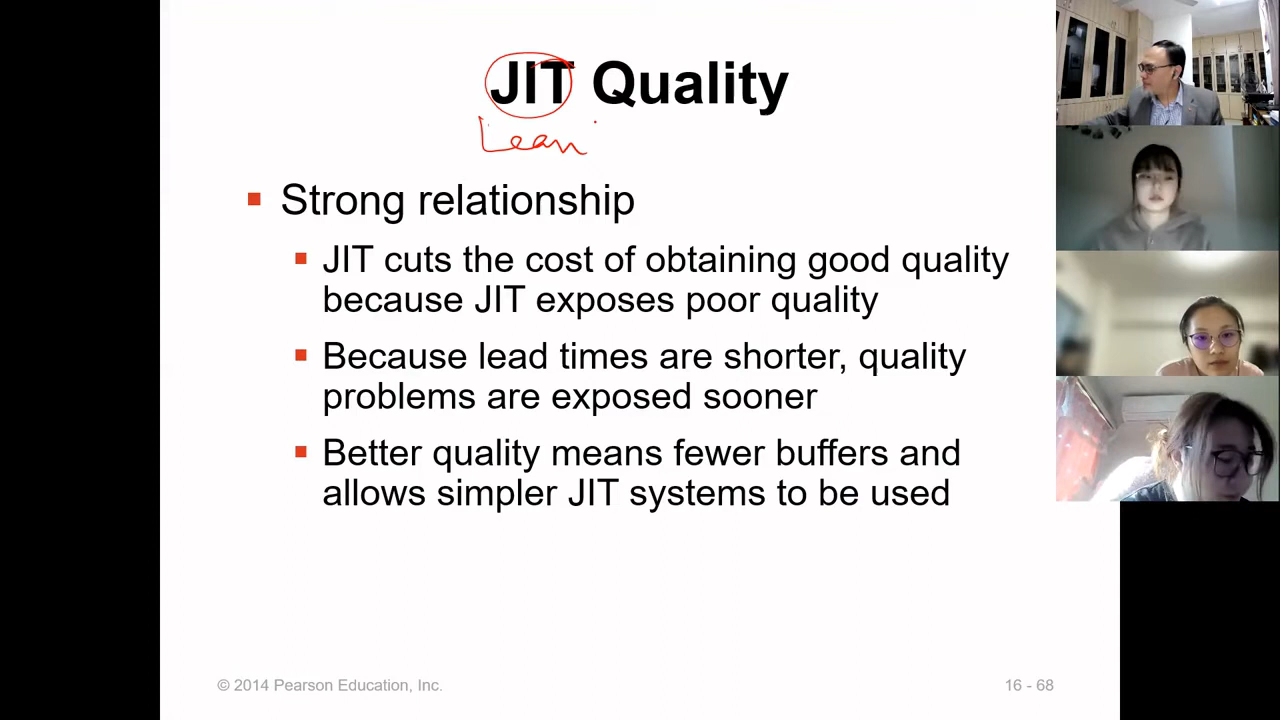 JIT Quality
Lean
Strong relationship
JIT cuts the cost of obtaining good quality
because JIT exposes poor quality
Because lead times are shorter, quality
problems are exposed sooner
Better quality means fewer buffers and
allows simpler JIT systems to be used
© 2014 Pearson Education, Inc.
16 - 68